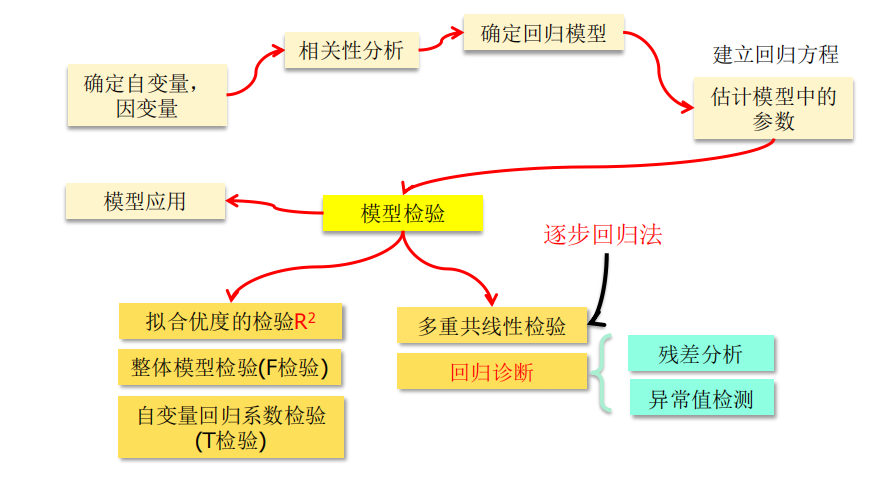 确定自变量，
因变量
相关性分析
确定回归模型
建立回归方程
估计模型中的
参数
模型应用
模型检验
逐步回归法
拟合优度的检验R²
整体模型检验(F检验)
自变量回归系数检验
(T检验)
多重共线性检验
回归诊断
残差分析
异常值检测